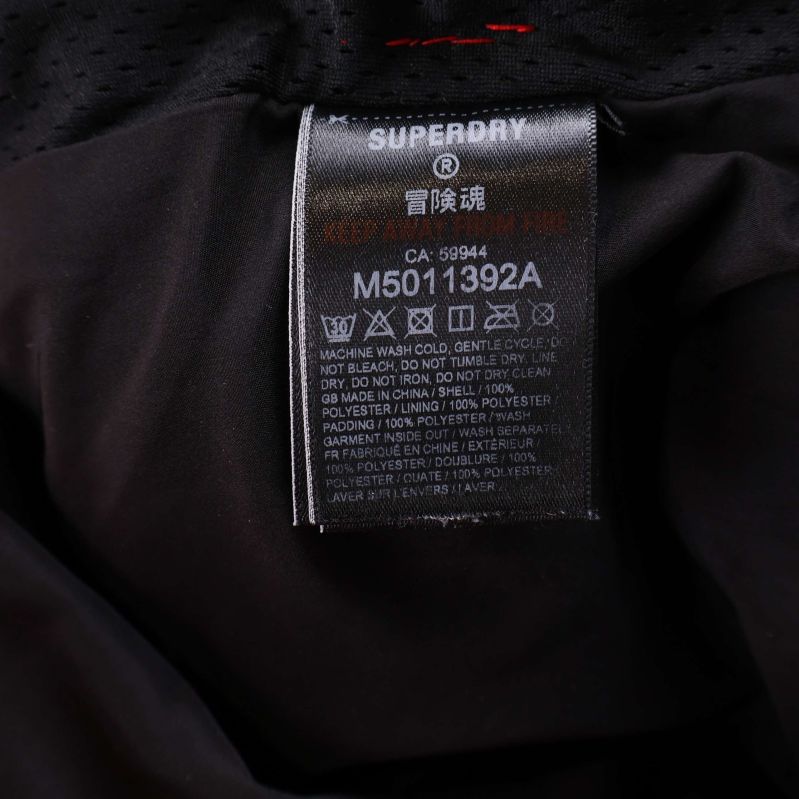 SUPERDRY
®
冒険魂
KEEP AWAY FROM FIRE
CA: 59944
M5011392A
30
MACHINE WASH COLD, GENTLE CYCLE, DO
NOT BLEACH, DO NOT TUMBLE DRY, LINE
DRY, DO NOT IRON, DO NOT DRY CLEAN
GB MADE IN CHINA / SHELL / 100%
POLYESTER / LINING / 100% POLYESTER
PADDING / 100% POLYESTER / WASH
GARMENT INSIDE OUT / WASH SEPARATELY
FR FABRIQUÉ EN CHINE / EXTÉRIEUR /
100% POLYESTER / DOUBLURE / 100%
POLYESTER / OUATE / 100% POLYESTER /
LAVER SUR L'ENVERS / LAVER